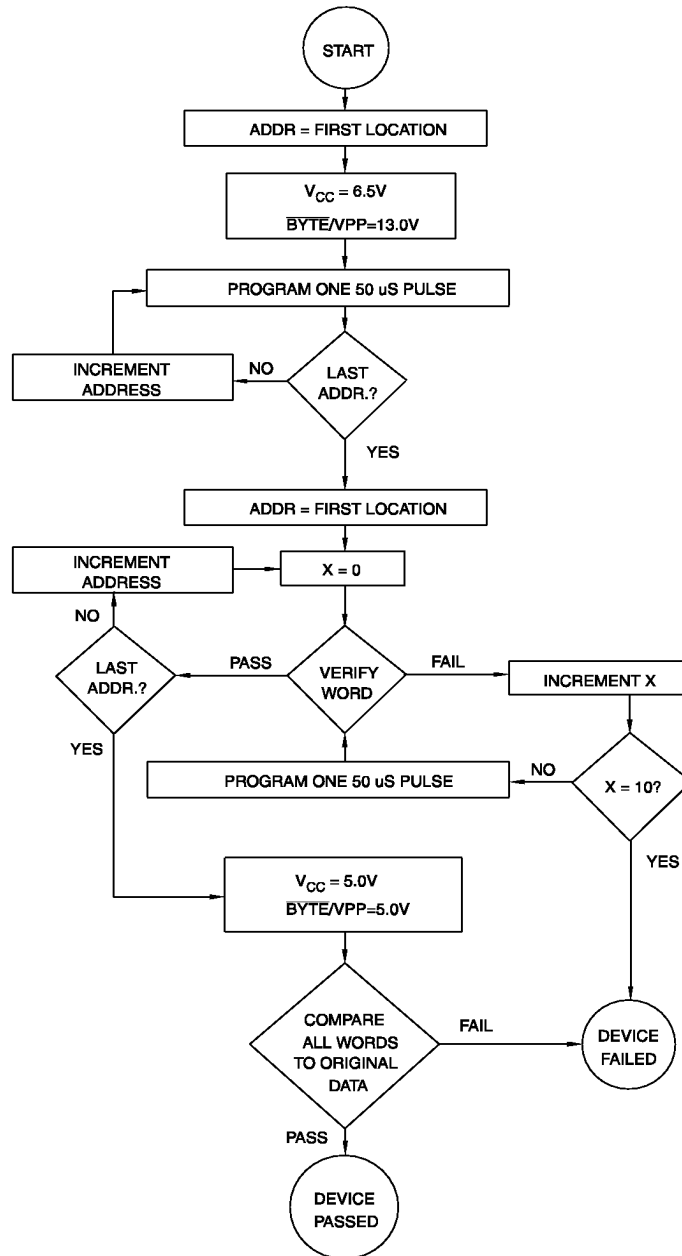 START
ADDR = FIRST LOCATION
VCC = 6.5V
BYTE/VPP=13.0V
PROGRAM ONE 50 uS PULSE
INCREMENT
ADDRESS
NO
LAST
ADDR.?
YES
ADDR = FIRST LOCATION
INCREMENT
ADDRESS
X = 0
NO
LAST
ADDR.?
PASS
VERIFY
WORD
FAIL
INCREMENT X
YES
PROGRAM ONE 50 uS PULSE
NO
X = 10?
YES
VCC = 5.0V
BYTE/VPP=5.0V
COMPARE
ALL WORDS
TO ORIGINAL
DATA
FAIL
DEVICE
FAILED
PASS
DEVICE
PASSED